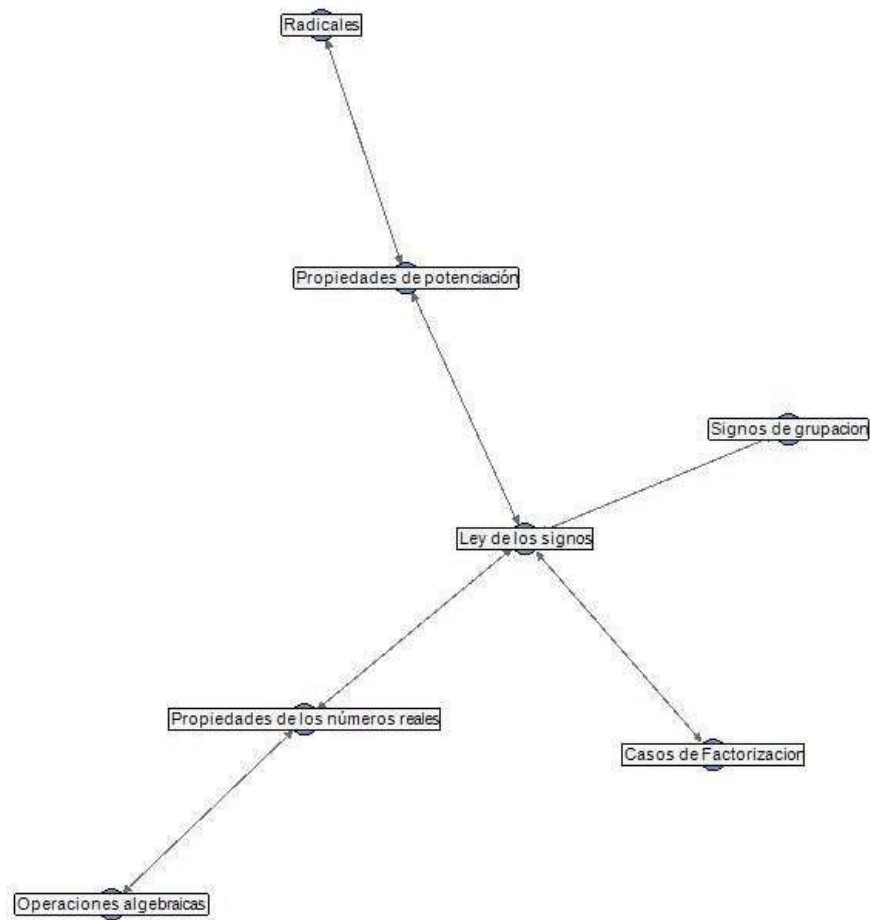 Radicales
Propiedades de potenciación
Signos de grupacion
Ley de los signos
Propiedades de los números reales
Casos de Factorizacion
Operaciones algebraicas